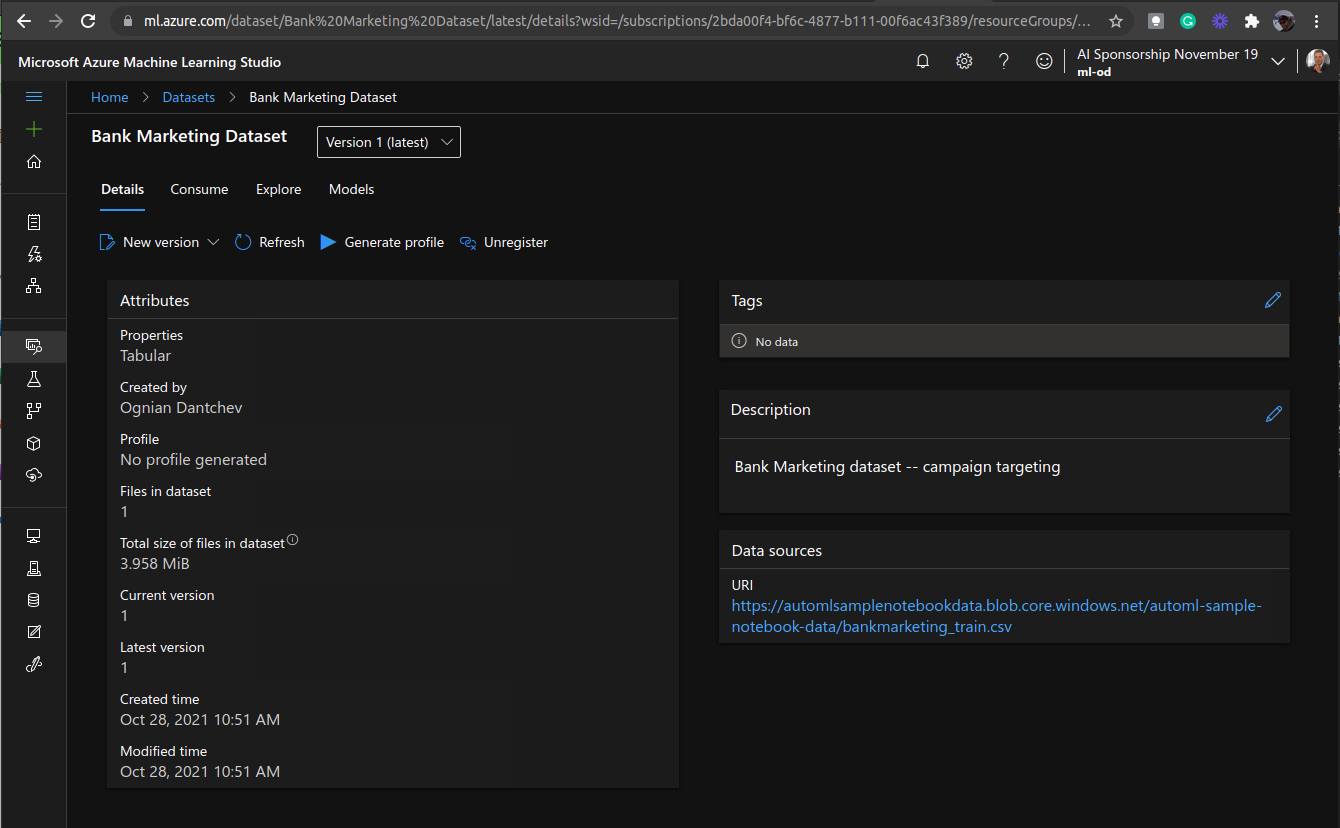 ml.azure.com/dataset/Bank%20Marketing%20Dataset/latest/details?wsid=/subscriptions/2bda00f4-bf6c-4877-b111-00f6ac43f389/resourceGroups/...
Microsoft Azure Machine Learning Studio
AI Sponsorship November 19
ml-od
Home > Datasets > Bank Marketing Dataset
Bank Marketing Dataset
Version 1 (latest)
Details Consume Explore Models
New version Refresh Generate profile Unregister
Attributes
Properties
Tabular
Created by
Ognian Dantchev
Profile
No profile generated
Files in dataset
1
Total size of files in dataset
3.958 MiB
Current version
1
Latest version
1
Created time
Oct 28, 2021 10:51 AM
Modified time
Oct 28, 2021 10:51 AM
Tags
No data
Description
Bank Marketing dataset -- campaign targeting
Data sources
URI
https://automlsamplenotebookdata.blob.core.windows.net/automl-sample-
notebook-data/bankmarketing_train.csv